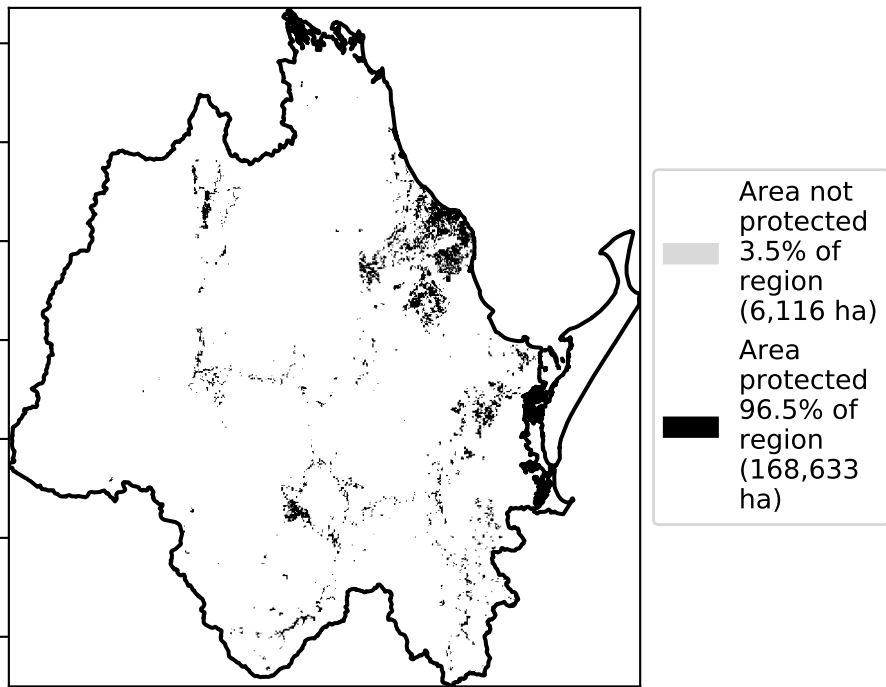 Area not
protected
3.5% of
region
(6,116 ha)
Area
protected
96.5% of
region
(168,633
ha)